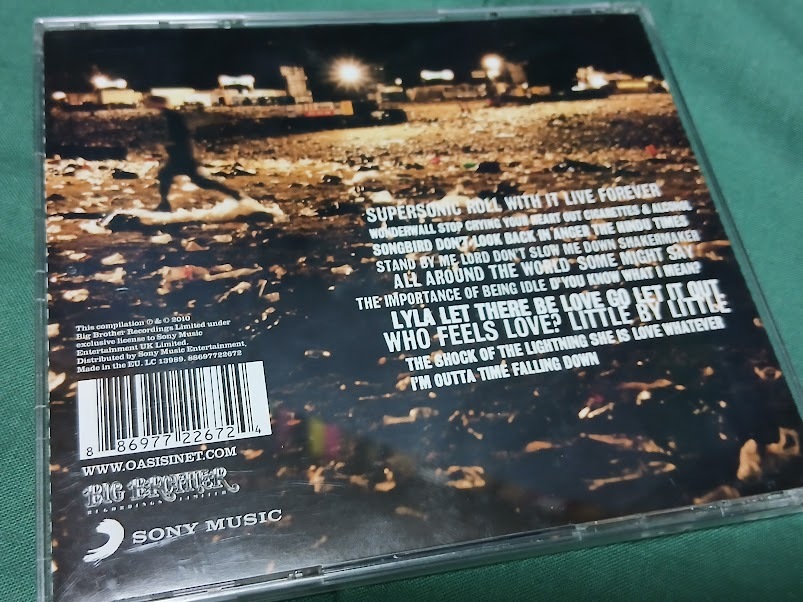 SUPERSONIC ROLL WITH IT LIVE FOREVER
WONDERWALL STOP CRYING YOUR HEART OUT CIGARETTES & ALCOHOL
SONGBIRD DON'T LOOK BACK IN ANGER THE HINDU TIMES
STAND BY ME LORD DON'T SLOW ME DOWN SHAKERMAKER
ALL AROUND THE WORLD SOME MIGHT SAY
THE IMPORTANCE OF BEING IDLE D'YOU KNOW WHAT I MEAN?
LYLA LET THERE BE LOVE GO LET IT OUT
WHO FEELS LOVE? LITTLE BY LITTLE
THE SHOCK OF THE LIGHTNING SHE IS LOVE WHATEVER
I'M OUTTA TIME FALLING DOWN
This compilation ℗ & © 2010
Big Brother Recordings Limited under
exclusive license to Sony Music
Entertainment UK Limited.
Distributed by Sony Music Entertainment.
Made in the EU. LC 13989. 88697722672
8 86977 22672 4
WWW.OASISINET.COM
BIG BROTHER
RECORDINGS LIMITED
SONY MUSIC